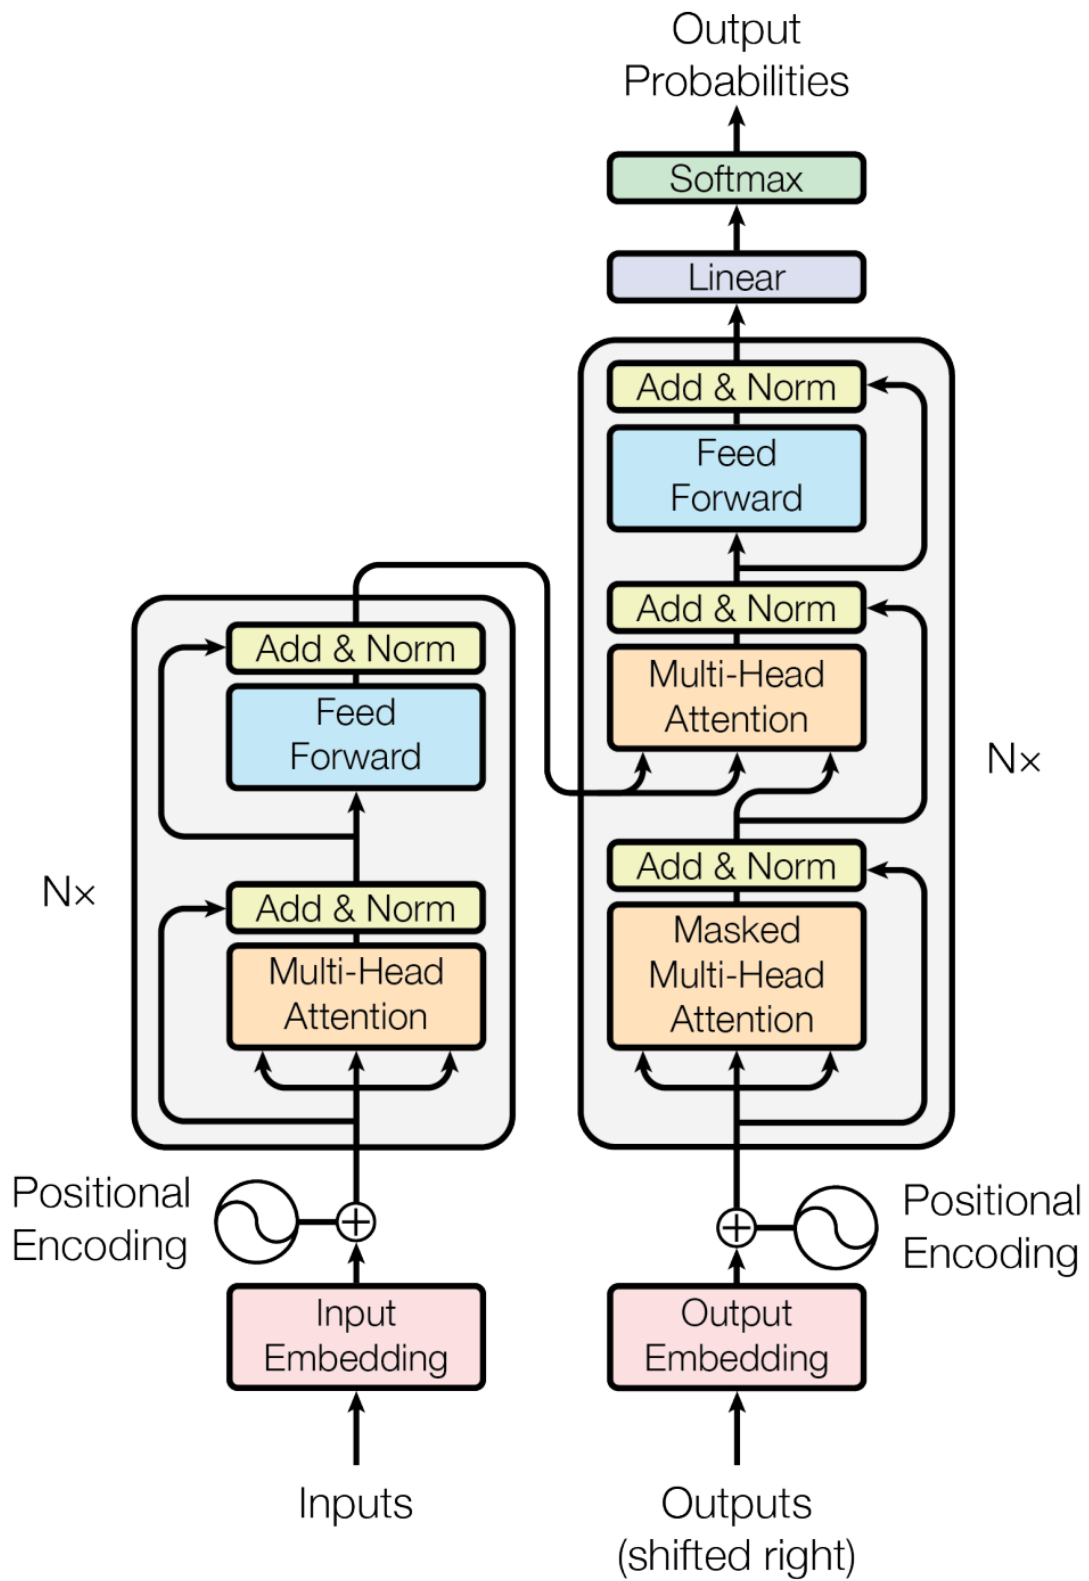 Output
Probabilities
Softmax
Linear
Add & Norm
Feed
Forward
Add & Norm
Multi-Head
Attention
Add & Norm
Masked
Multi-Head
Attention
N×
Add & Norm
Feed
Forward
Add & Norm
Multi-Head
Attention
N×
Positional
Encoding
Positional
Encoding
Input
Embedding
Output
Embedding
Inputs
Outputs
(shifted right)